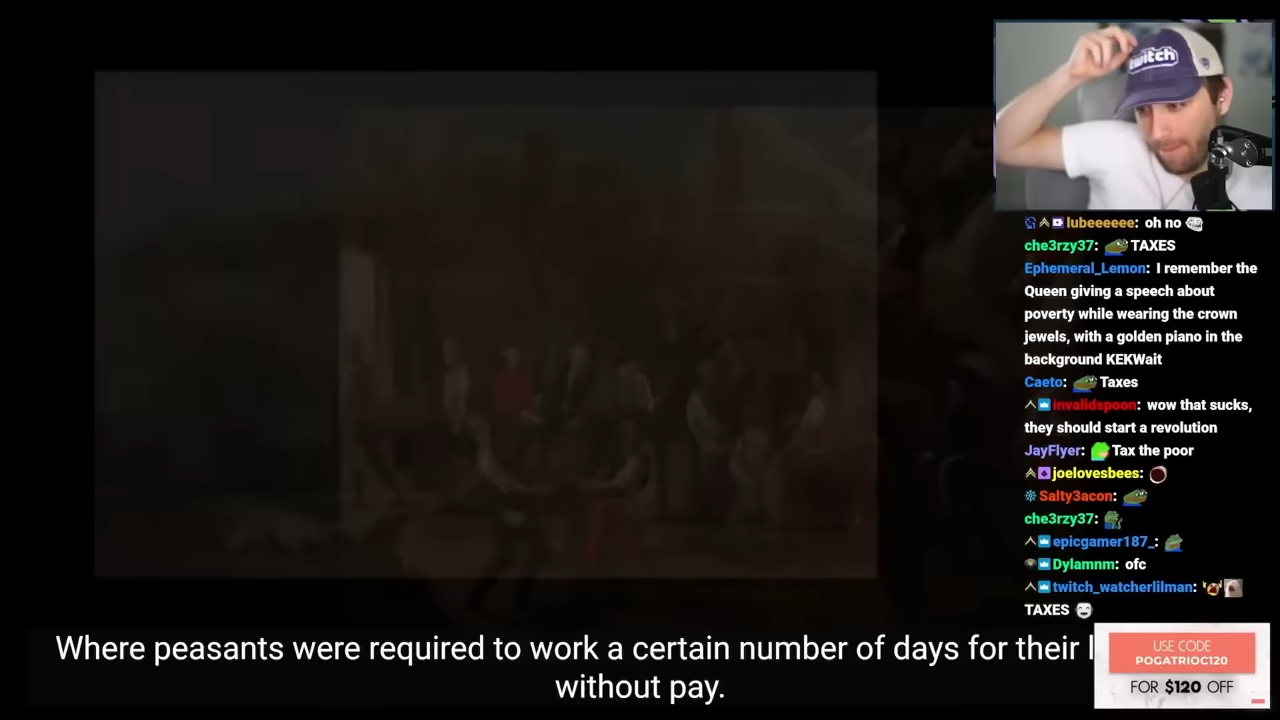 twitch
lubeeeeee: oh no
che3rzy37: TAXES
Ephemeral_Lemon: I remember the
Queen giving a speech about
poverty while wearing the crown
jewels, with a golden piano in the
background KEKWait
Caeto: Taxes
invalidspoon: wow that sucks,
they should start a revolution
JayFlyer: Tax the poor
joelovesbees:
Salty3acon:
che3rzy37:
epicgamer187_:
Dylamnm: ofc
twitch_watcherlilman:
TAXES
Where peasants were required to work a certain number of days for their
without pay.
USE CODE
POGATRIOC120
FOR $120 OFF